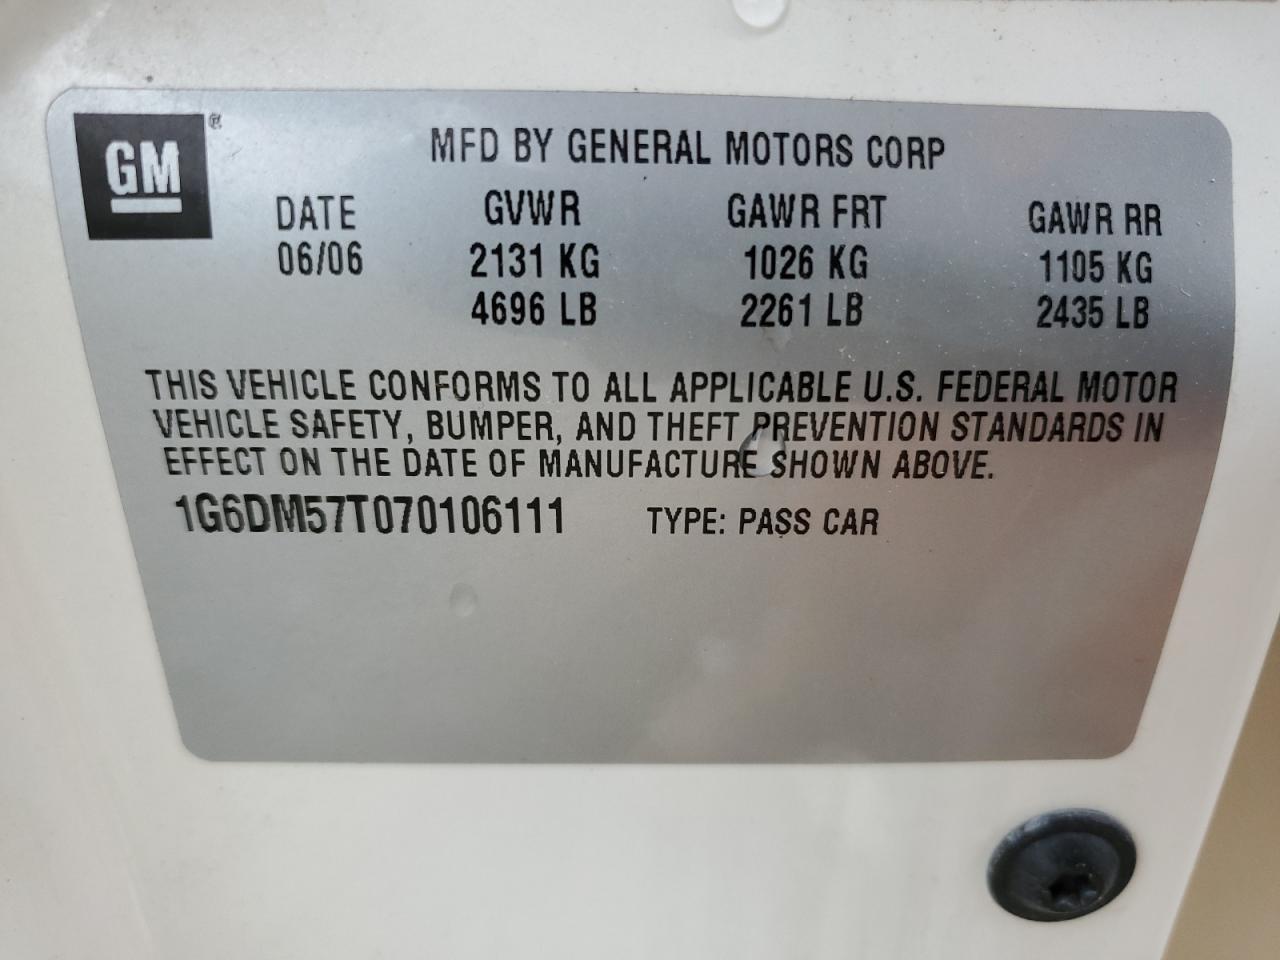 GM®
MFD BY GENERAL MOTORS CORP
DATE GVWR GAWR FRT GAWR RR
06/06 2131 KG 1026 KG 1105 KG
4696 LB 2261 LB 2435 LB
THIS VEHICLE CONFORMS TO ALL APPLICABLE U.S. FEDERAL MOTOR
VEHICLE SAFETY, BUMPER, AND THEFT PREVENTION STANDARDS IN
EFFECT ON THE DATE OF MANUFACTURE SHOWN ABOVE.
1G6DM57T070106111 TYPE: PASS CAR